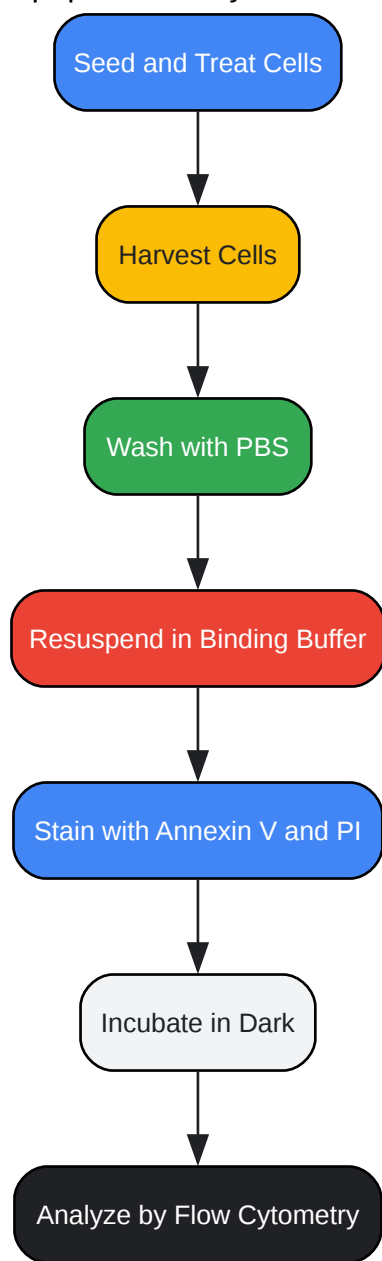 Seed and Treat Cells
Harvest Cells
Wash with PBS
Resuspend in Binding Buffer
Stain with Annexin V and PI
Incubate in Dark
Analyze by Flow Cytometry